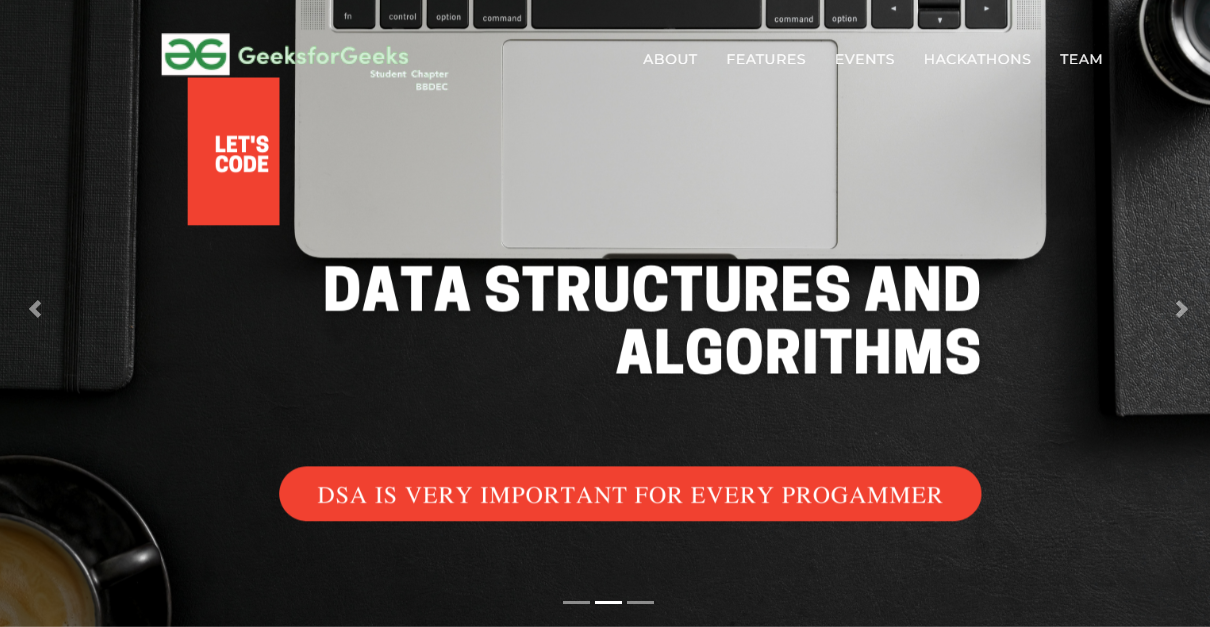 fn control option command command option
GeeksforGeeks
Student Chapter
BBDEC
ABOUT FEATURES EVENTS HACKATHONS TEAM
LET'S
CODE
DATA STRUCTURES AND
ALGORITHMS
DSA IS VERY IMPORTANT FOR EVERY PROGAMMER